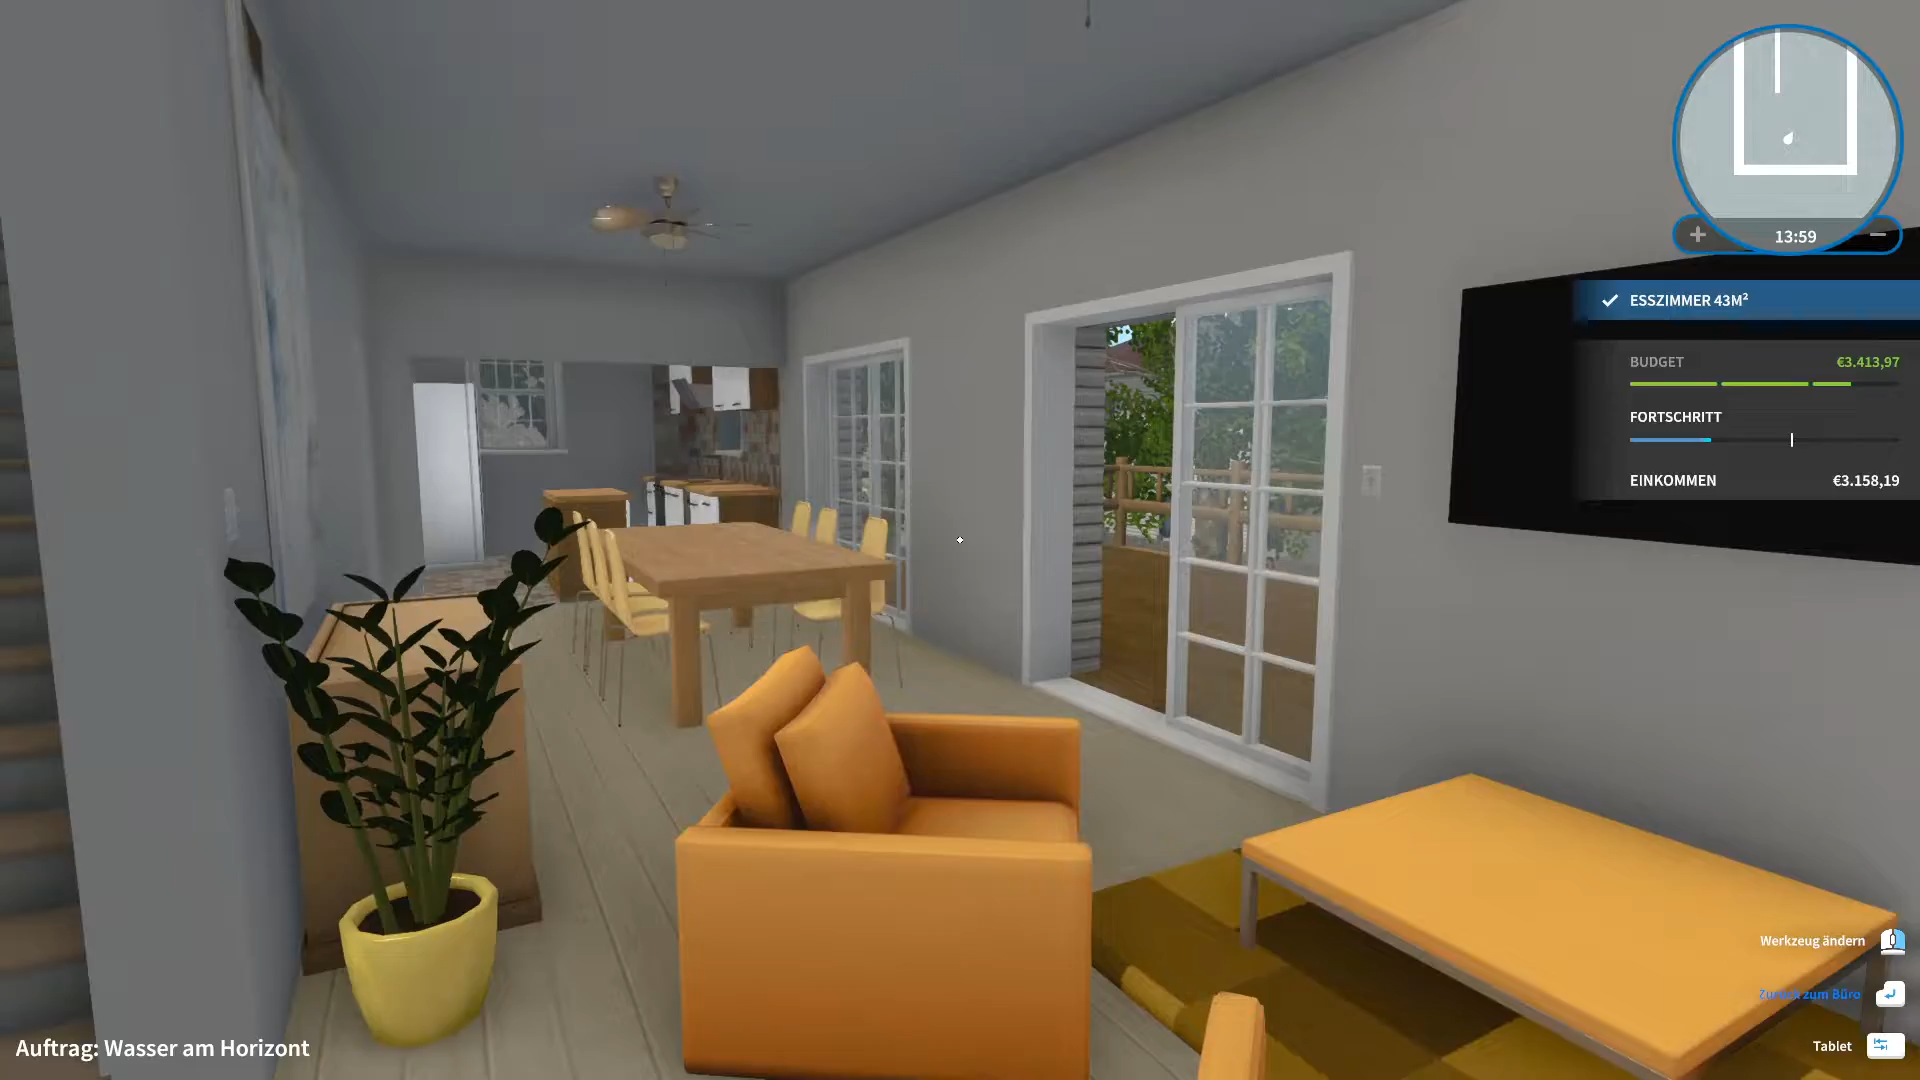 13:59
ESSZIMMER 43M²
BUDGET €3.413,97
FORTSCHRITT
EINKOMMEN €3.158,19
Werkzeug ändern
Zurück zum Büro
Auftrag: Wasser am Horizont
Tablet